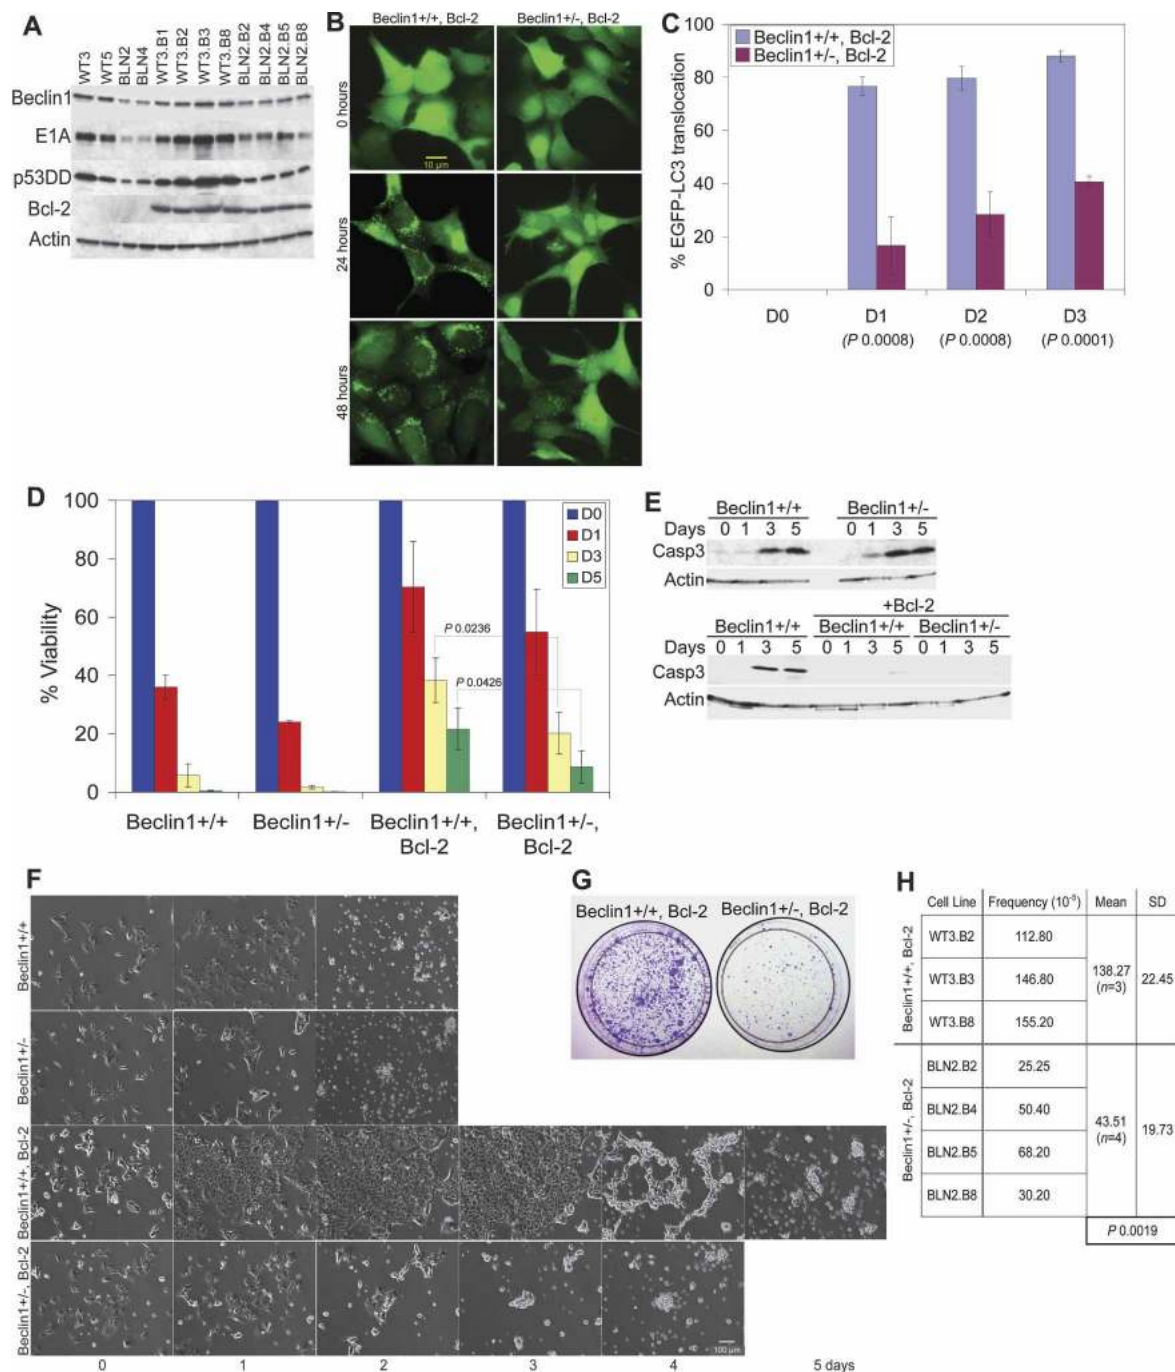 A
WT3
WT5
BLN2
BLN4
WT3.B1
WT3.B2
WT3.B3
WT3.B8
BLN2.B2
BLN2.B4
BLN2.B5
BLN2.B8
Beclin1
E1A
p53DD
Bcl-2
Actin
B
Beclin1+/+, Bcl-2 Beclin1+/-, Bcl-2
0 hours
10 µm
24 hours
48 hours
C
Beclin1+/+, Bcl-2
Beclin1+/-, Bcl-2
% EGFP-LC3 translocation
80
60
40
20
0
D0 D1 D2 D3
(P 0.0008) (P 0.0008) (P 0.0001)
D
% Viability
100
80
60
40
20
0
D0
D1
D3
D5
P 0.0236
P 0.0426
Beclin1+/+ Beclin1+/- Beclin1+/+, Beclin1+/-,
Bcl-2 Bcl-2
E
Beclin1+/+ Beclin1+/-
Days 0 1 3 5 0 1 3 5
Casp3
Actin
+Bcl-2
Beclin1+/+ Beclin1+/+ Beclin1+/-
Days 0 1 3 5 0 1 3 5 0 1 3 5
Casp3
Actin
F
Beclin1+/+
Beclin1+/-
Beclin1+/+, Bcl-2
Beclin1+/-, Bcl-2
100 µm
0 1 2 3 4 5 days
G
Beclin1+/+, Bcl-2 Beclin1+/-, Bcl-2
H
Cell Line Frequency (10⁻⁵) Mean SD
Beclin1+/+, Bcl-2
WT3.B2 112.80
WT3.B3 146.80
WT3.B8 155.20
138.27
(n=3)
22.45
Beclin1+/-, Bcl-2
BLN2.B2 25.25
BLN2.B4 50.40
BLN2.B5 68.20
BLN2.B8 30.20
43.51
(n=4)
19.73
P 0.0019